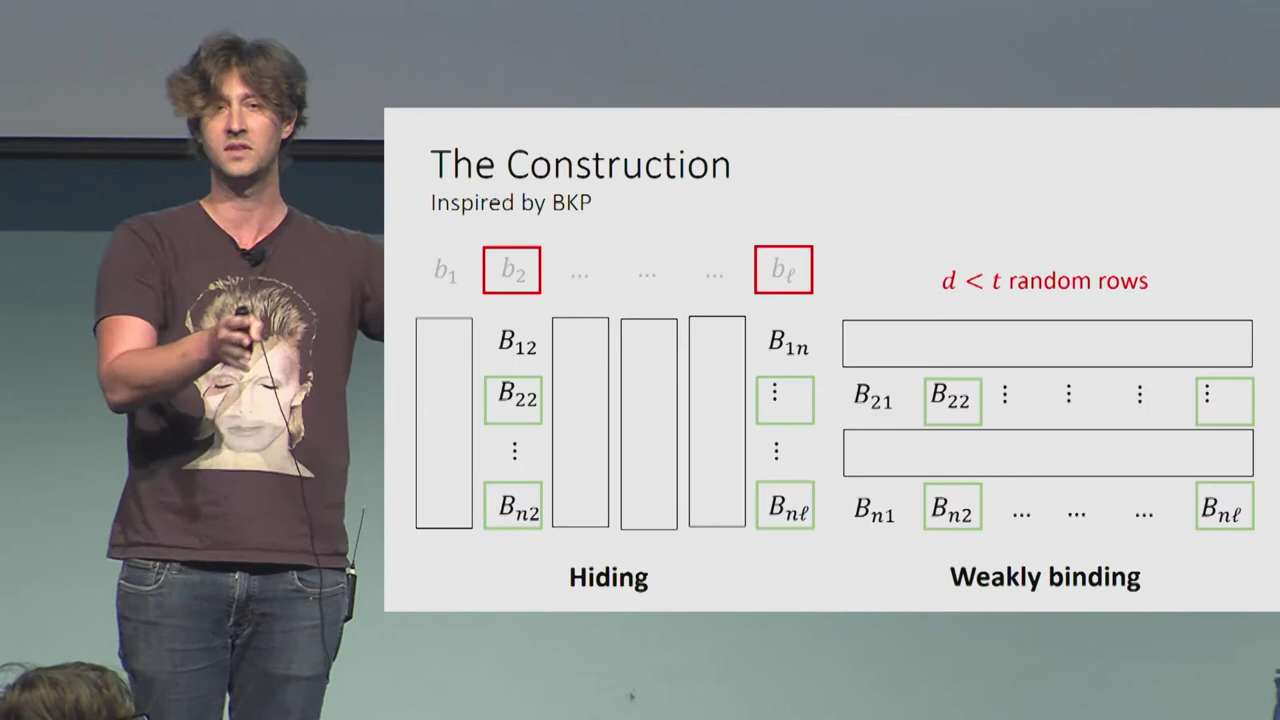 The Construction
Inspired by BKP
b₁ b₂ ... ... ... bℓ
d < t random rows
B₁₂ B₁ₙ
B₂₂ ⋮ B₂₁ B₂₂ ⋮ ⋮ ⋮ ⋮
⋮ ⋮
Bₙ₂ Bₙℓ Bₙ₁ Bₙ₂ ... ... ... Bₙℓ
Hiding Weakly binding